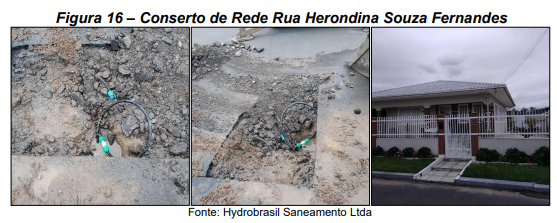 Figura 16 – Conserto de Rede Rua Herondina Souza Fernandes
Fonte: Hydrobrasil Saneamento Ltda